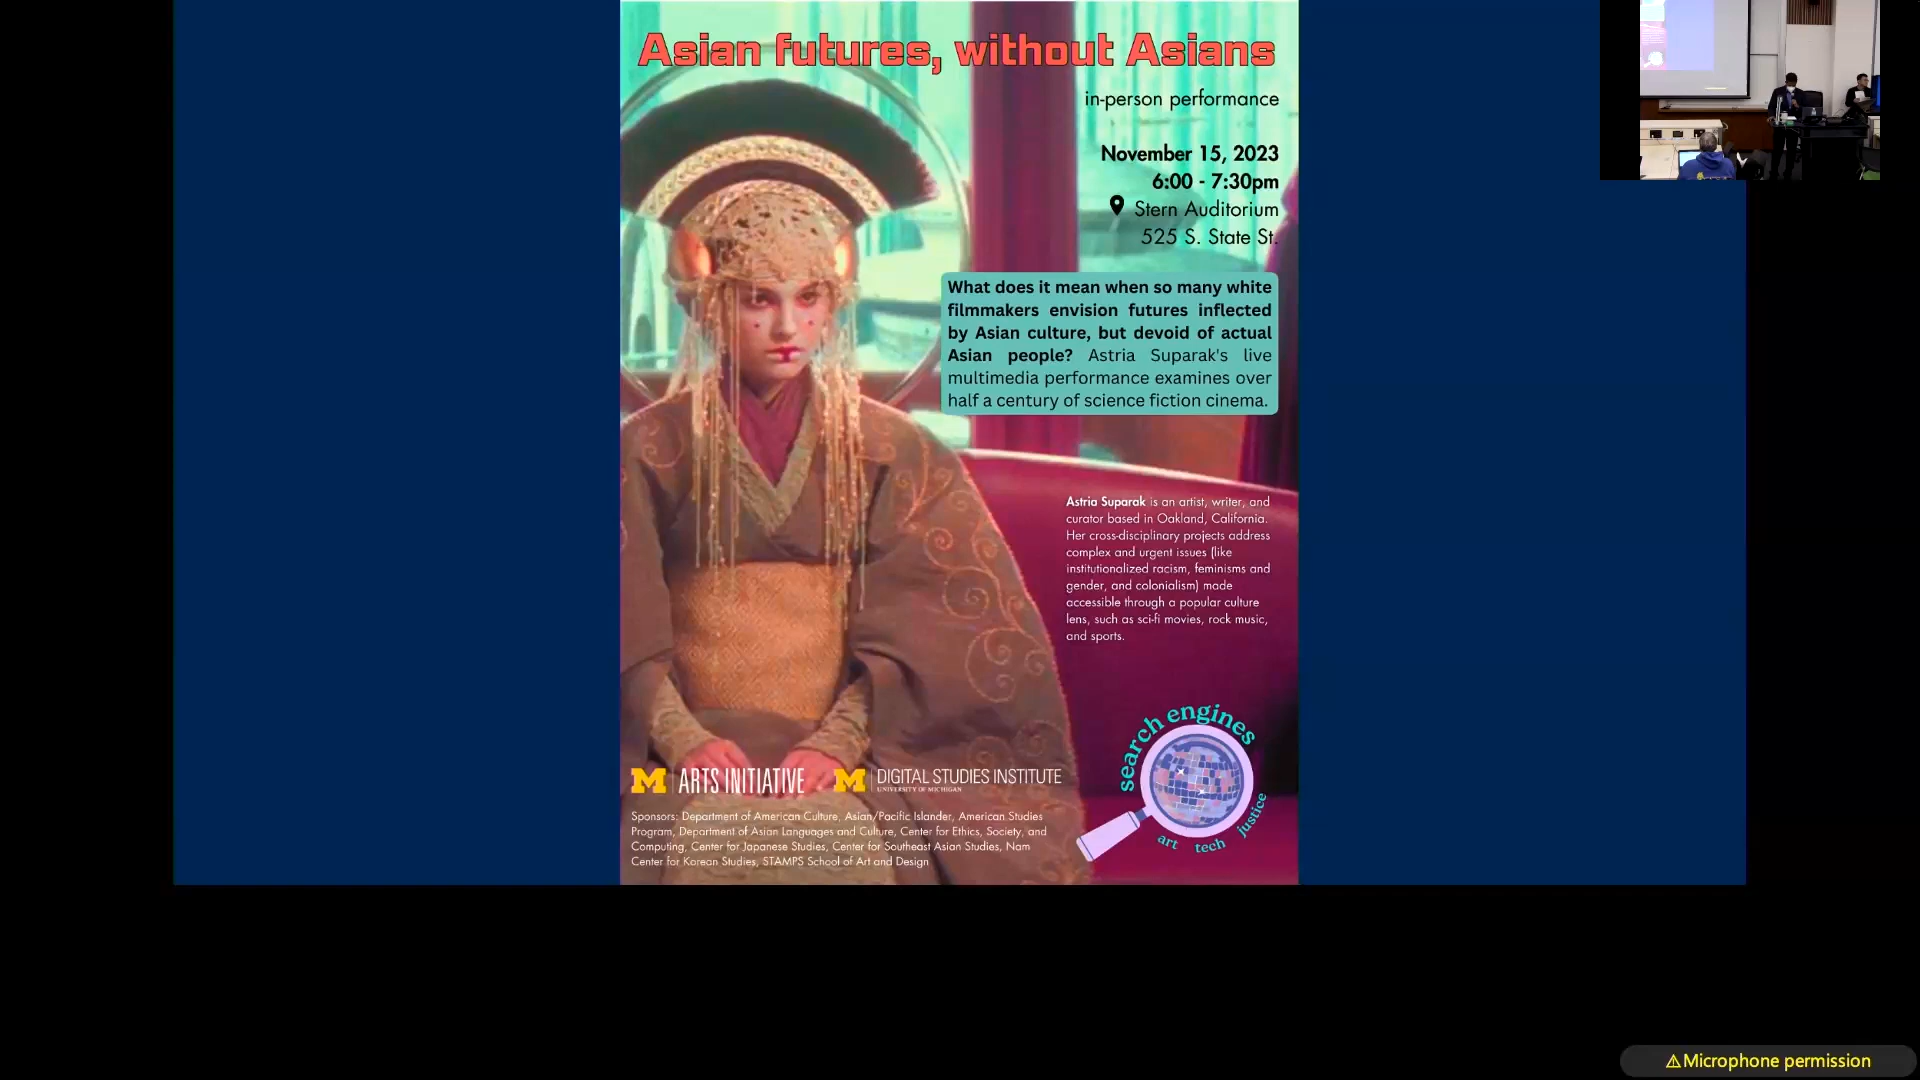 Asian futures, without Asians
in-person performance
November 15, 2023
6:00 - 7:30pm
Stern Auditorium
525 S. State St.
What does it mean when so many white
filmmakers envision futures inflected
by Asian culture, but devoid of actual
Asian people? Astria Suparak's live
multimedia performance examines over
half a century of science fiction cinema.
Astria Suparak is an artist, writer, and
curator based in Oakland, California.
Her cross-disciplinary projects address
complex and urgent issues (like
institutionalized racism, feminisms and
gender, and colonialism) made
accessible through a popular culture
lens, such as sci-fi movies, rock music,
and sports.
search engines
art tech justice
M ARTS INITIATIVE
M DIGITAL STUDIES INSTITUTE
UNIVERSITY OF MICHIGAN
Sponsors: Department of American Culture, Asian/Pacific Islander, American Studies
Program, Department of Asian Languages and Culture, Center for Ethics, Society, and
Computing, Center for Japanese Studies, Center for Southeast Asian Studies, Nam
Center for Korean Studies, STAMPS School of Art and Design
⚠Microphone permission